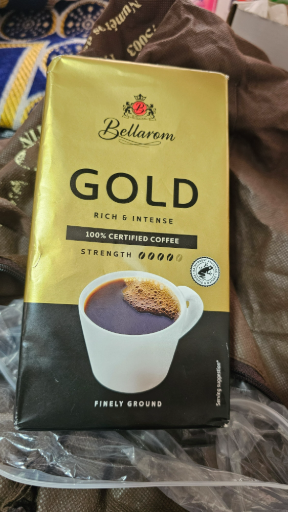 B
Bellarom
GOLD
RICH & INTENSE
100% CERTIFIED COFFEE
STRENGTH
FINELY GROUND
Serving suggestion*